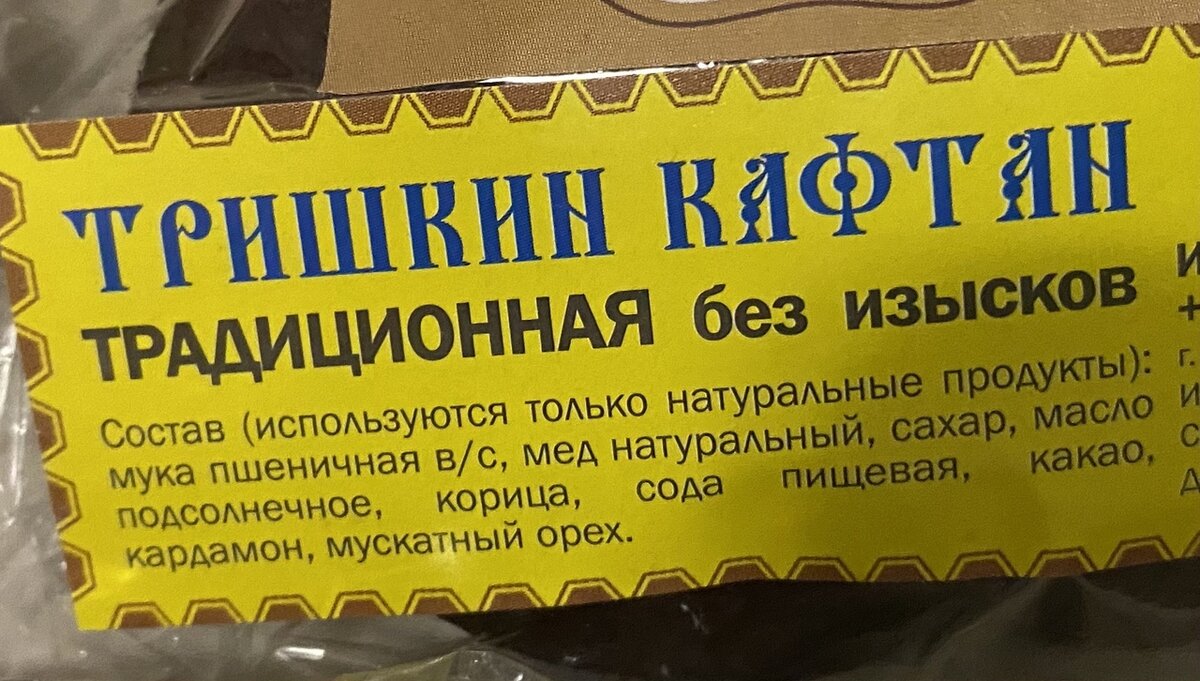 ТРИШКИН КАФТАН
ТРАДИЦИОННАЯ без изысков
Состав (используются только натуральные продукты):
мука пшеничная в/с, мед натуральный, сахар, масло
подсолнечное, корица, сода пищевая, какао,
кардамон, мускатный орех.